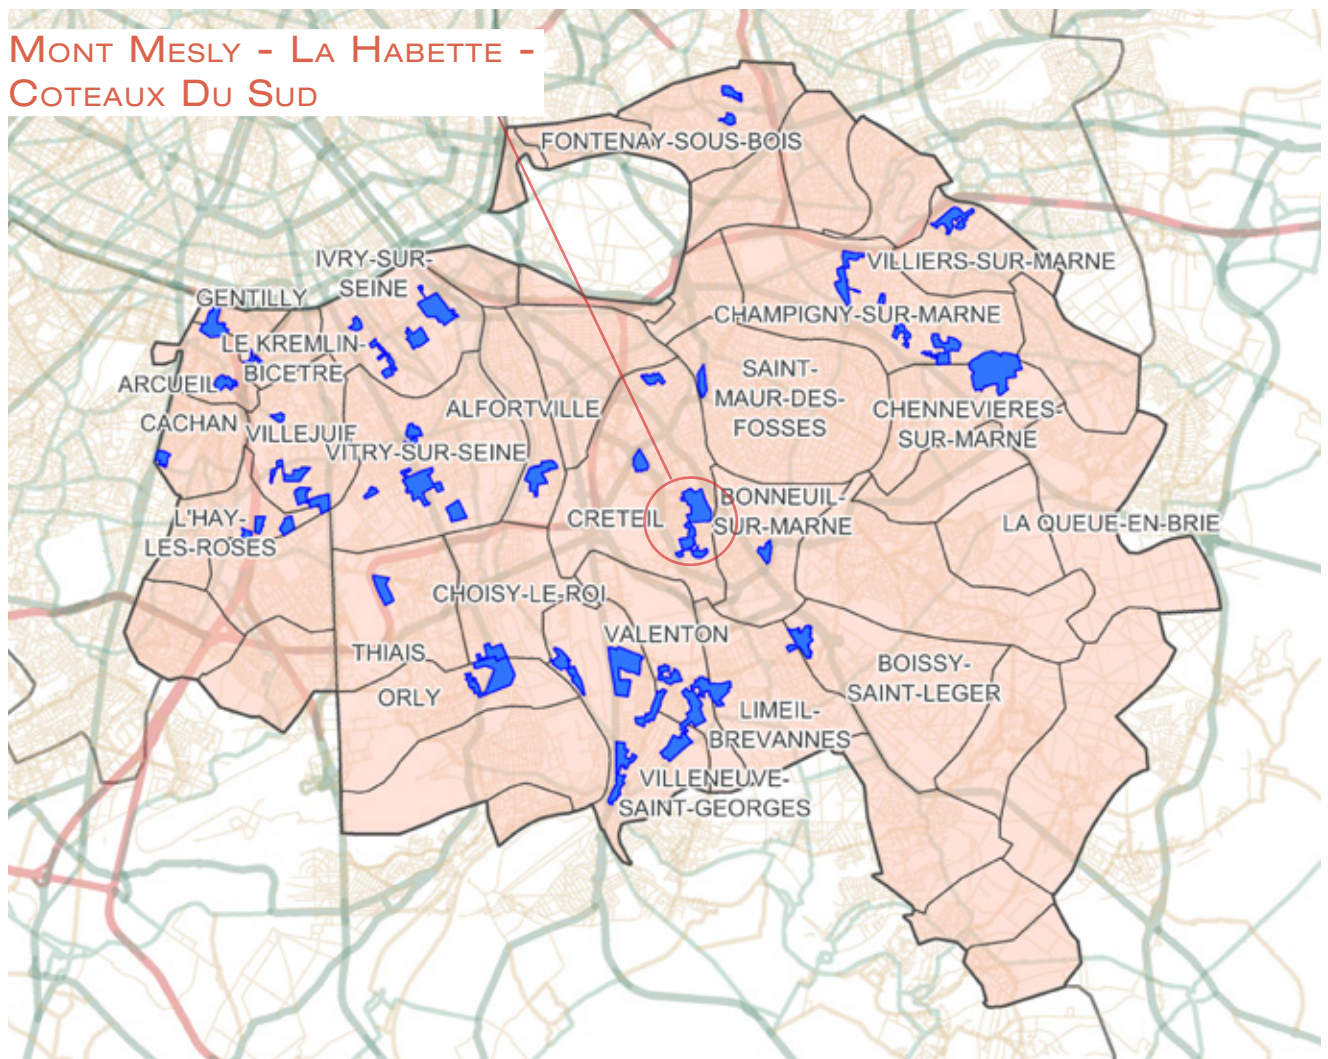 MONT MESLY - LA HABETTE -
COTEAUX DU SUD
FONTENAY-SOUS-BOIS
IVRY-SUR-
SEINE
VILLIERS-SUR-MARNE
GENTILLY
CHAMPIGNY-SUR-MARNE
LE KREMLIN-
BICETRE
ARCUEIL
SAINT-
MAUR-DES-
FOSSES
ALFORTVILLE
CHENNEVIERES-
SUR-MARNE
CACHAN
VILLEJUIF
VITRY-SUR-SEINE
BONNEUIL-
SUR-MARNE
CRETEIL
L'HAY-
LES-ROSES
LA QUEUE-EN-BRIE
CHOISY-LE-ROI
VALENTON
THIAIS
BOISSY-
SAINT-LEGER
ORLY
LIMEIL-
BREVANNES
VILLENEUVE-
SAINT-GEORGES